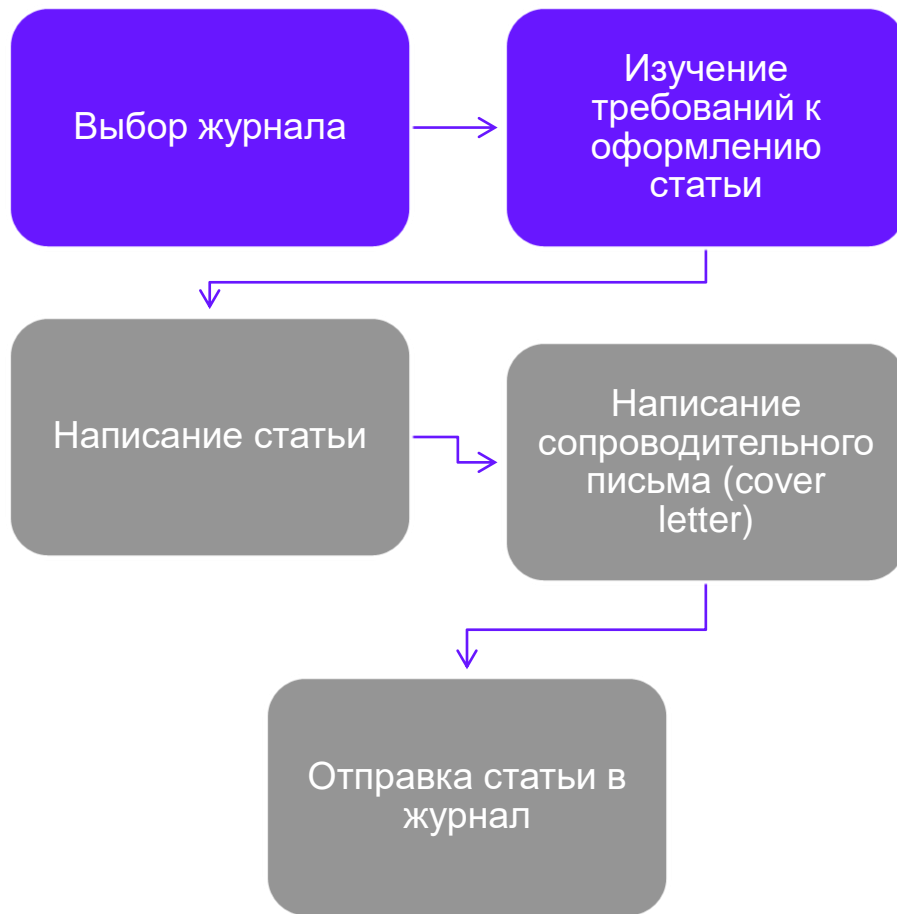 Выбор журнала
Изучение
требований к
оформлению
статьи
Написание статьи
Написание
сопроводительного
письма (cover
letter)
Отправка статьи в
журнал